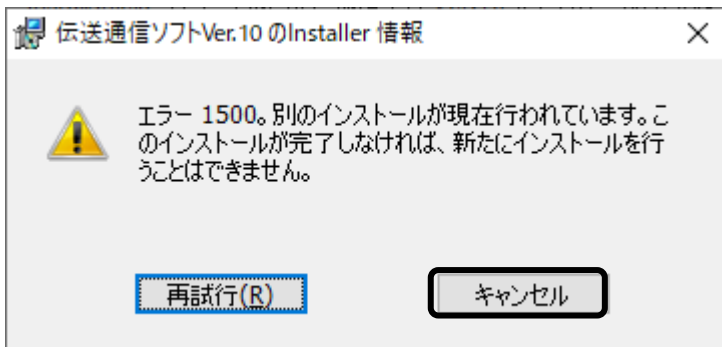 伝送通信ソフトVer.10 のInstaller 情報
エラー 1500。別のインストールが現在行われています。こ
のインストールが完了しなければ、新たにインストールを行
うことはできません。
再試行(R)
キャンセル